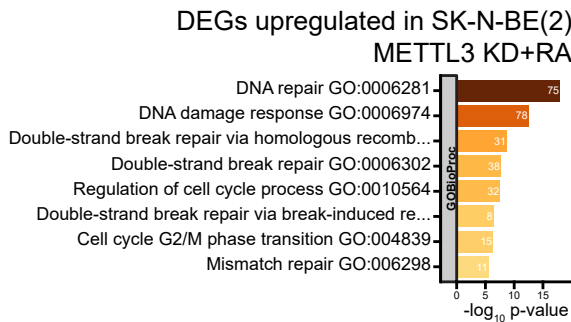 DEGs upregulated in SK-N-BE(2)
METTL3 KD+RA
DNA repair GO:0006281
75
DNA damage response GO:0006974
78
Double-strand break repair via homologous recomb...
31
Double-strand break repair GO:0006302
38
Regulation of cell cycle process GO:0010564
32
Double-strand break repair via break-induced re...
8
Cell cycle G2/M phase transition GO:004839
15
Mismatch repair GO:006298
11
GOBioProc
0 5 10 15
-log10 p-value